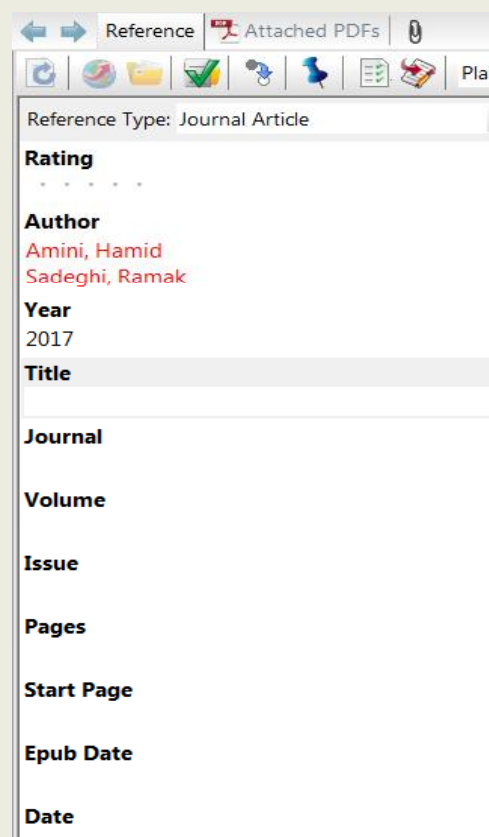 Reference Attached PDFs
Pla
Reference Type: Journal Article
Rating
Author
Amini, Hamid
Sadeghi, Ramak
Year
2017
Title
Journal
Volume
Issue
Pages
Start Page
Epub Date
Date